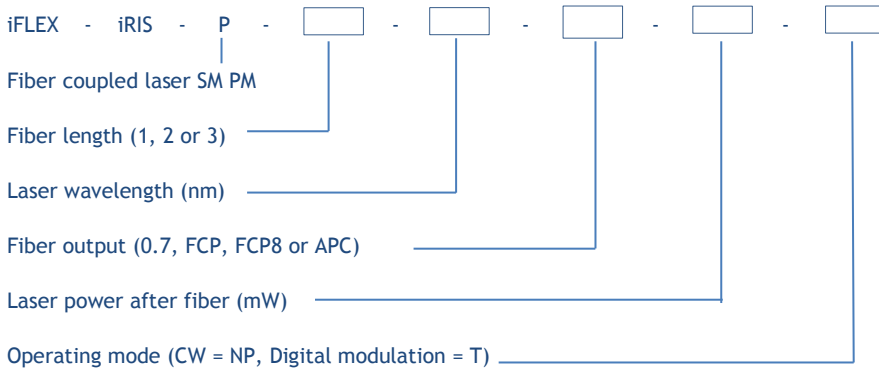 iFLEX - iRIS - P - - - - -
Fiber coupled laser SM PM
Fiber length (1, 2 or 3)
Laser wavelength (nm)
Fiber output (0.7, FCP, FCP8 or APC)
Laser power after fiber (mW)
Operating mode (CW = NP, Digital modulation = T)